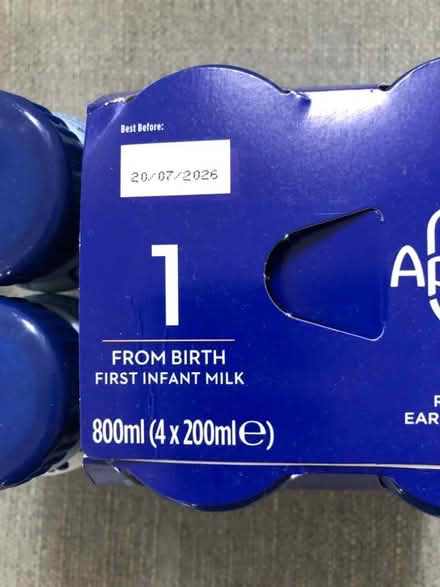 Best Before:
20/07/2026
1
FROM BIRTH
FIRST INFANT MILK
800ml (4 x 200ml℮)